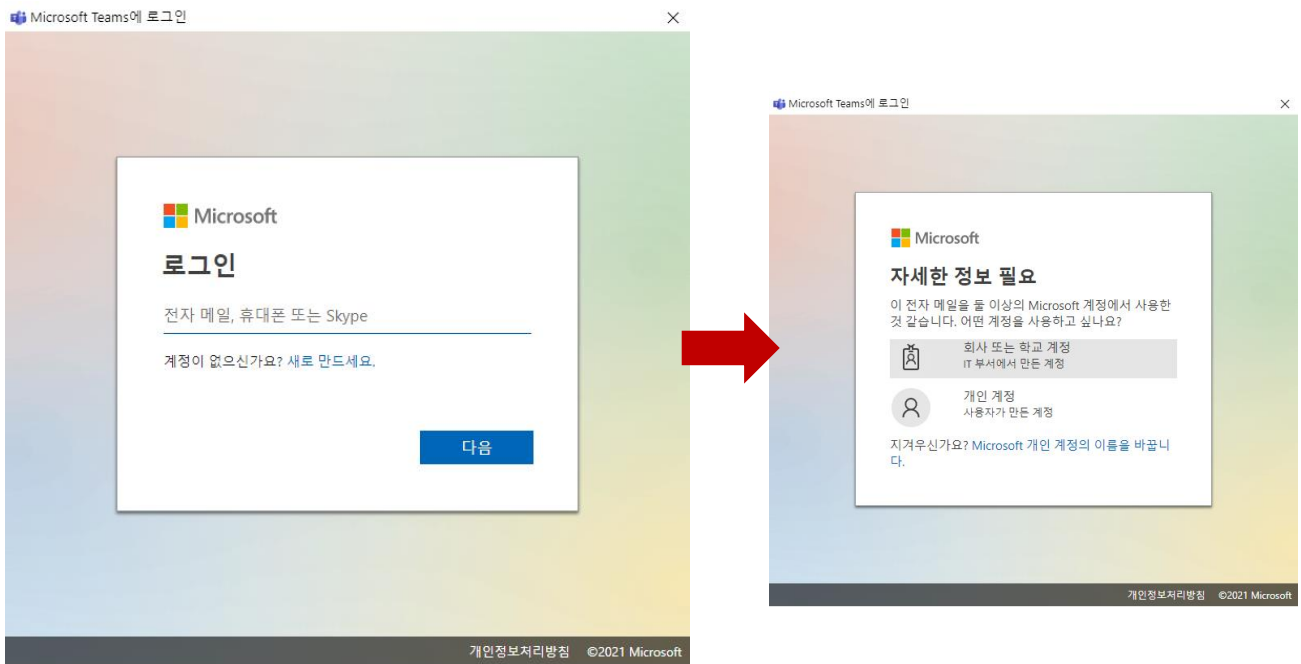 Microsoft Teams에 로그인
Microsoft
로그인
전자 메일, 휴대폰 또는 Skype
계정이 없으신가요? 새로 만드세요.
다음
개인정보처리방침 ©2021 Microsoft
Microsoft Teams에 로그인
Microsoft
자세한 정보 필요
이 전자 메일을 둘 이상의 Microsoft 계정에서 사용한
것 같습니다. 어떤 계정을 사용하고 싶나요?
회사 또는 학교 계정
IT 부서에서 만든 계정
개인 계정
사용자가 만든 계정
지겨우신가요? Microsoft 개인 계정의 이름을 바꿉니
다.
개인정보처리방침 ©2021 Microsoft